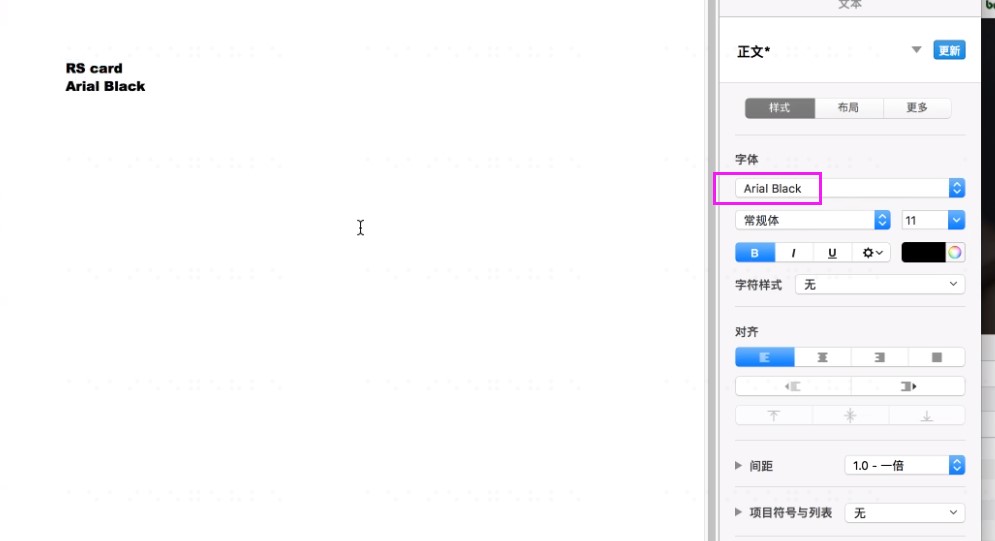 文本
RS card
Arial Black
正文*
更新
样式
布局
更多
字体
Arial Black
常规体
11
B
I
U
字符样式
无
对齐
间距
1.0 - 一倍
项目符号与列表
无